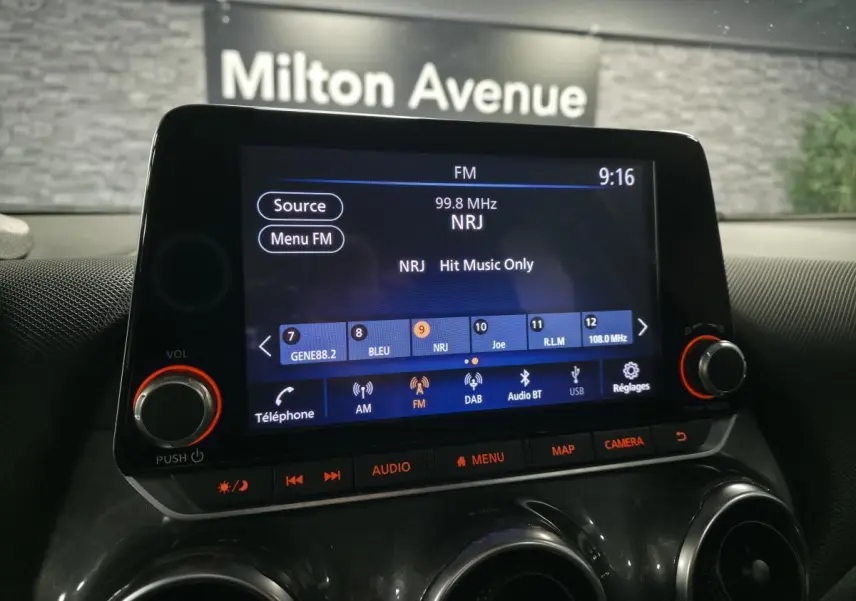 Milton Avenue
FM
9:16
Source
99.8 MHz
NRJ
Menu FM
NRJ Hit Music Only
7 GENE88.2
8 BLEU
9 NRJ
10 Joe
11 R.L.M
12 108.0 MHz
Téléphone
AM
FM
DAB
Audio BT
USB
Réglages
VOL
PUSH
AUDIO
MENU
MAP
CAMERA